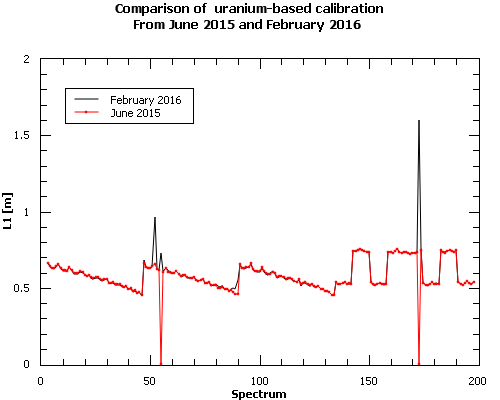 Comparison of uranium-based calibration
From June 2015 and February 2016
2
1.5
1
0.5
0
L1 [m]
February 2016
June 2015
0 50 100 150 200
Spectrum